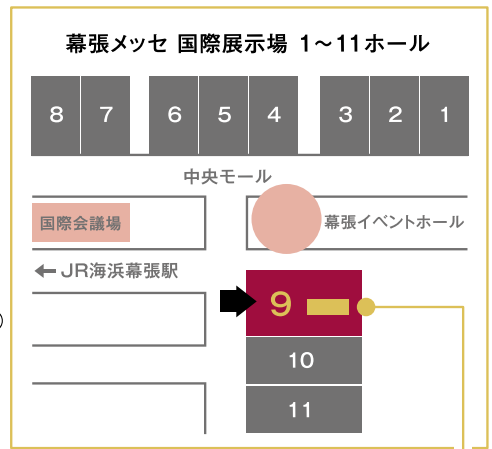 幕張メッセ 国際展示場 1～11ホール
8 7 6 5 4 3 2 1
中央モール
国際会議場
幕張イベントホール
JR海浜幕張駅
9
10
11